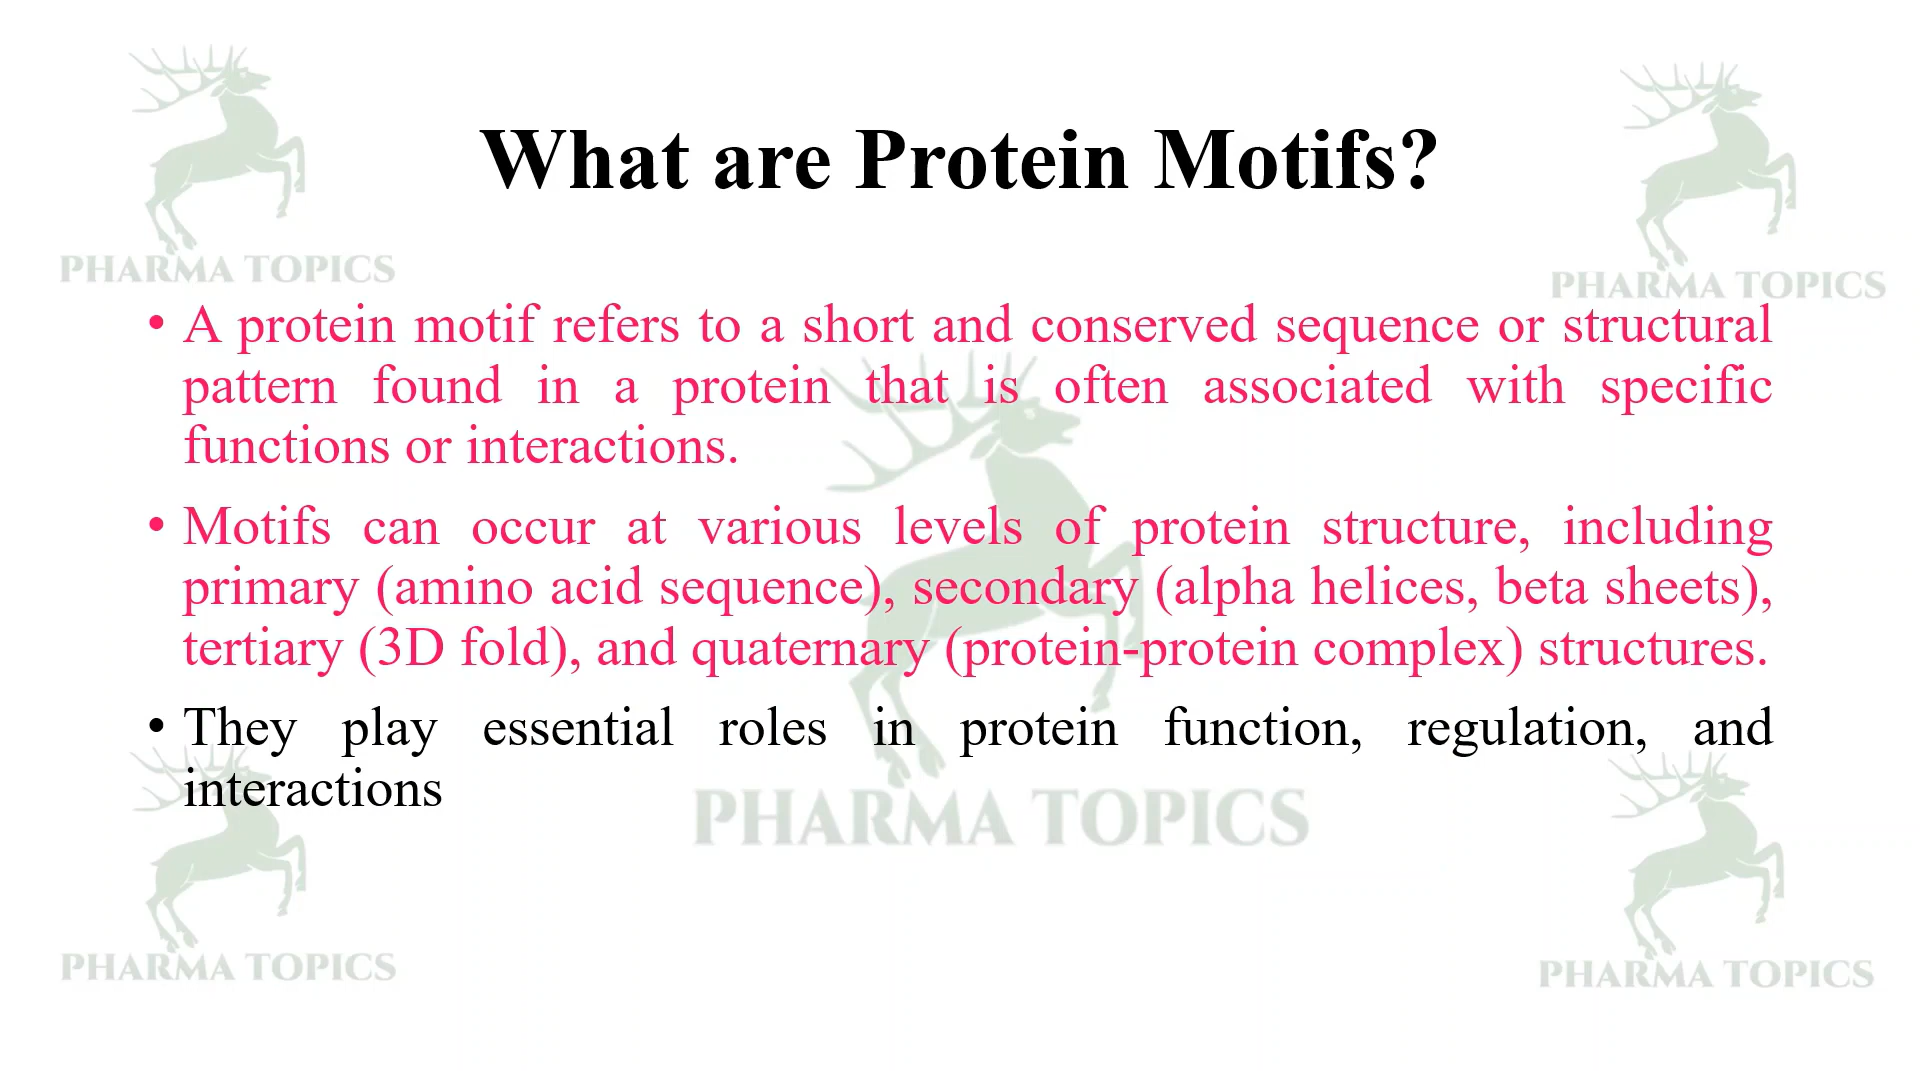 What are Protein Motifs?
PHARMA TOPICS
PHARMA TOPICS
• A protein motif refers to a short and conserved sequence or structural
pattern found in a protein that is often associated with specific
functions or interactions.
• Motifs can occur at various levels of protein structure, including
primary (amino acid sequence), secondary (alpha helices, beta sheets),
tertiary (3D fold), and quaternary (protein-protein complex) structures.
• They play essential roles in protein function, regulation, and
interactions
PHARMA TOPICS
PHARMA TOPICS
PHARMA TOPICS